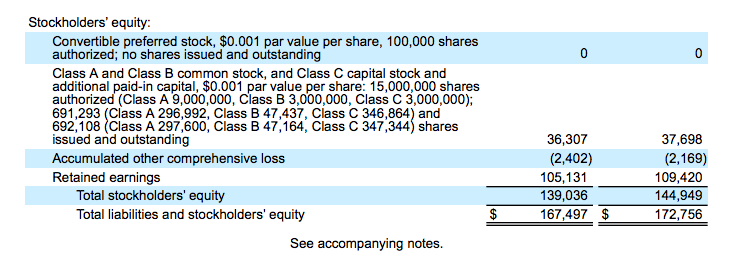 Stockholders' equity:
Convertible preferred stock, $0.001 par value per share, 100,000 shares
authorized; no shares issued and outstanding 0 0
Class A and Class B common stock, and Class C capital stock and
additional paid-in capital, $0.001 par value per share: 15,000,000 shares
authorized (Class A 9,000,000, Class B 3,000,000, Class C 3,000,000);
691,293 (Class A 296,992, Class B 47,437, Class C 346,864) and
692,108 (Class A 297,600, Class B 47,164, Class C 347,344) shares
issued and outstanding 36,307 37,698
Accumulated other comprehensive loss (2,402) (2,169)
Retained earnings 105,131 109,420
Total stockholders' equity 139,036 144,949
Total liabilities and stockholders' equity $ 167,497 $ 172,756
See accompanying notes.